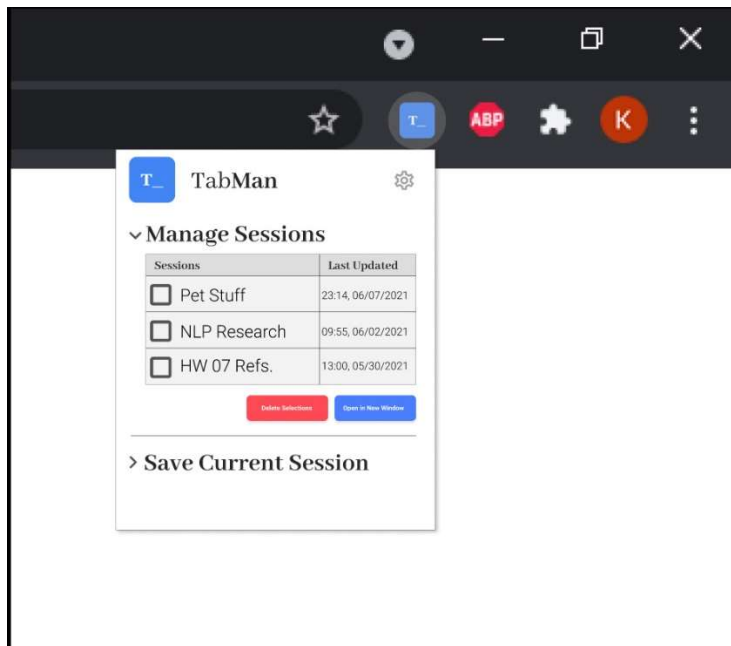 T_ ABP K
T_ TabMan
Manage Sessions
Sessions Last Updated
Pet Stuff 23:14, 06/07/2021
NLP Research 09:55, 06/02/2021
HW 07 Refs. 13:00, 05/30/2021
Delete Selections Open in New Window
Save Current Session